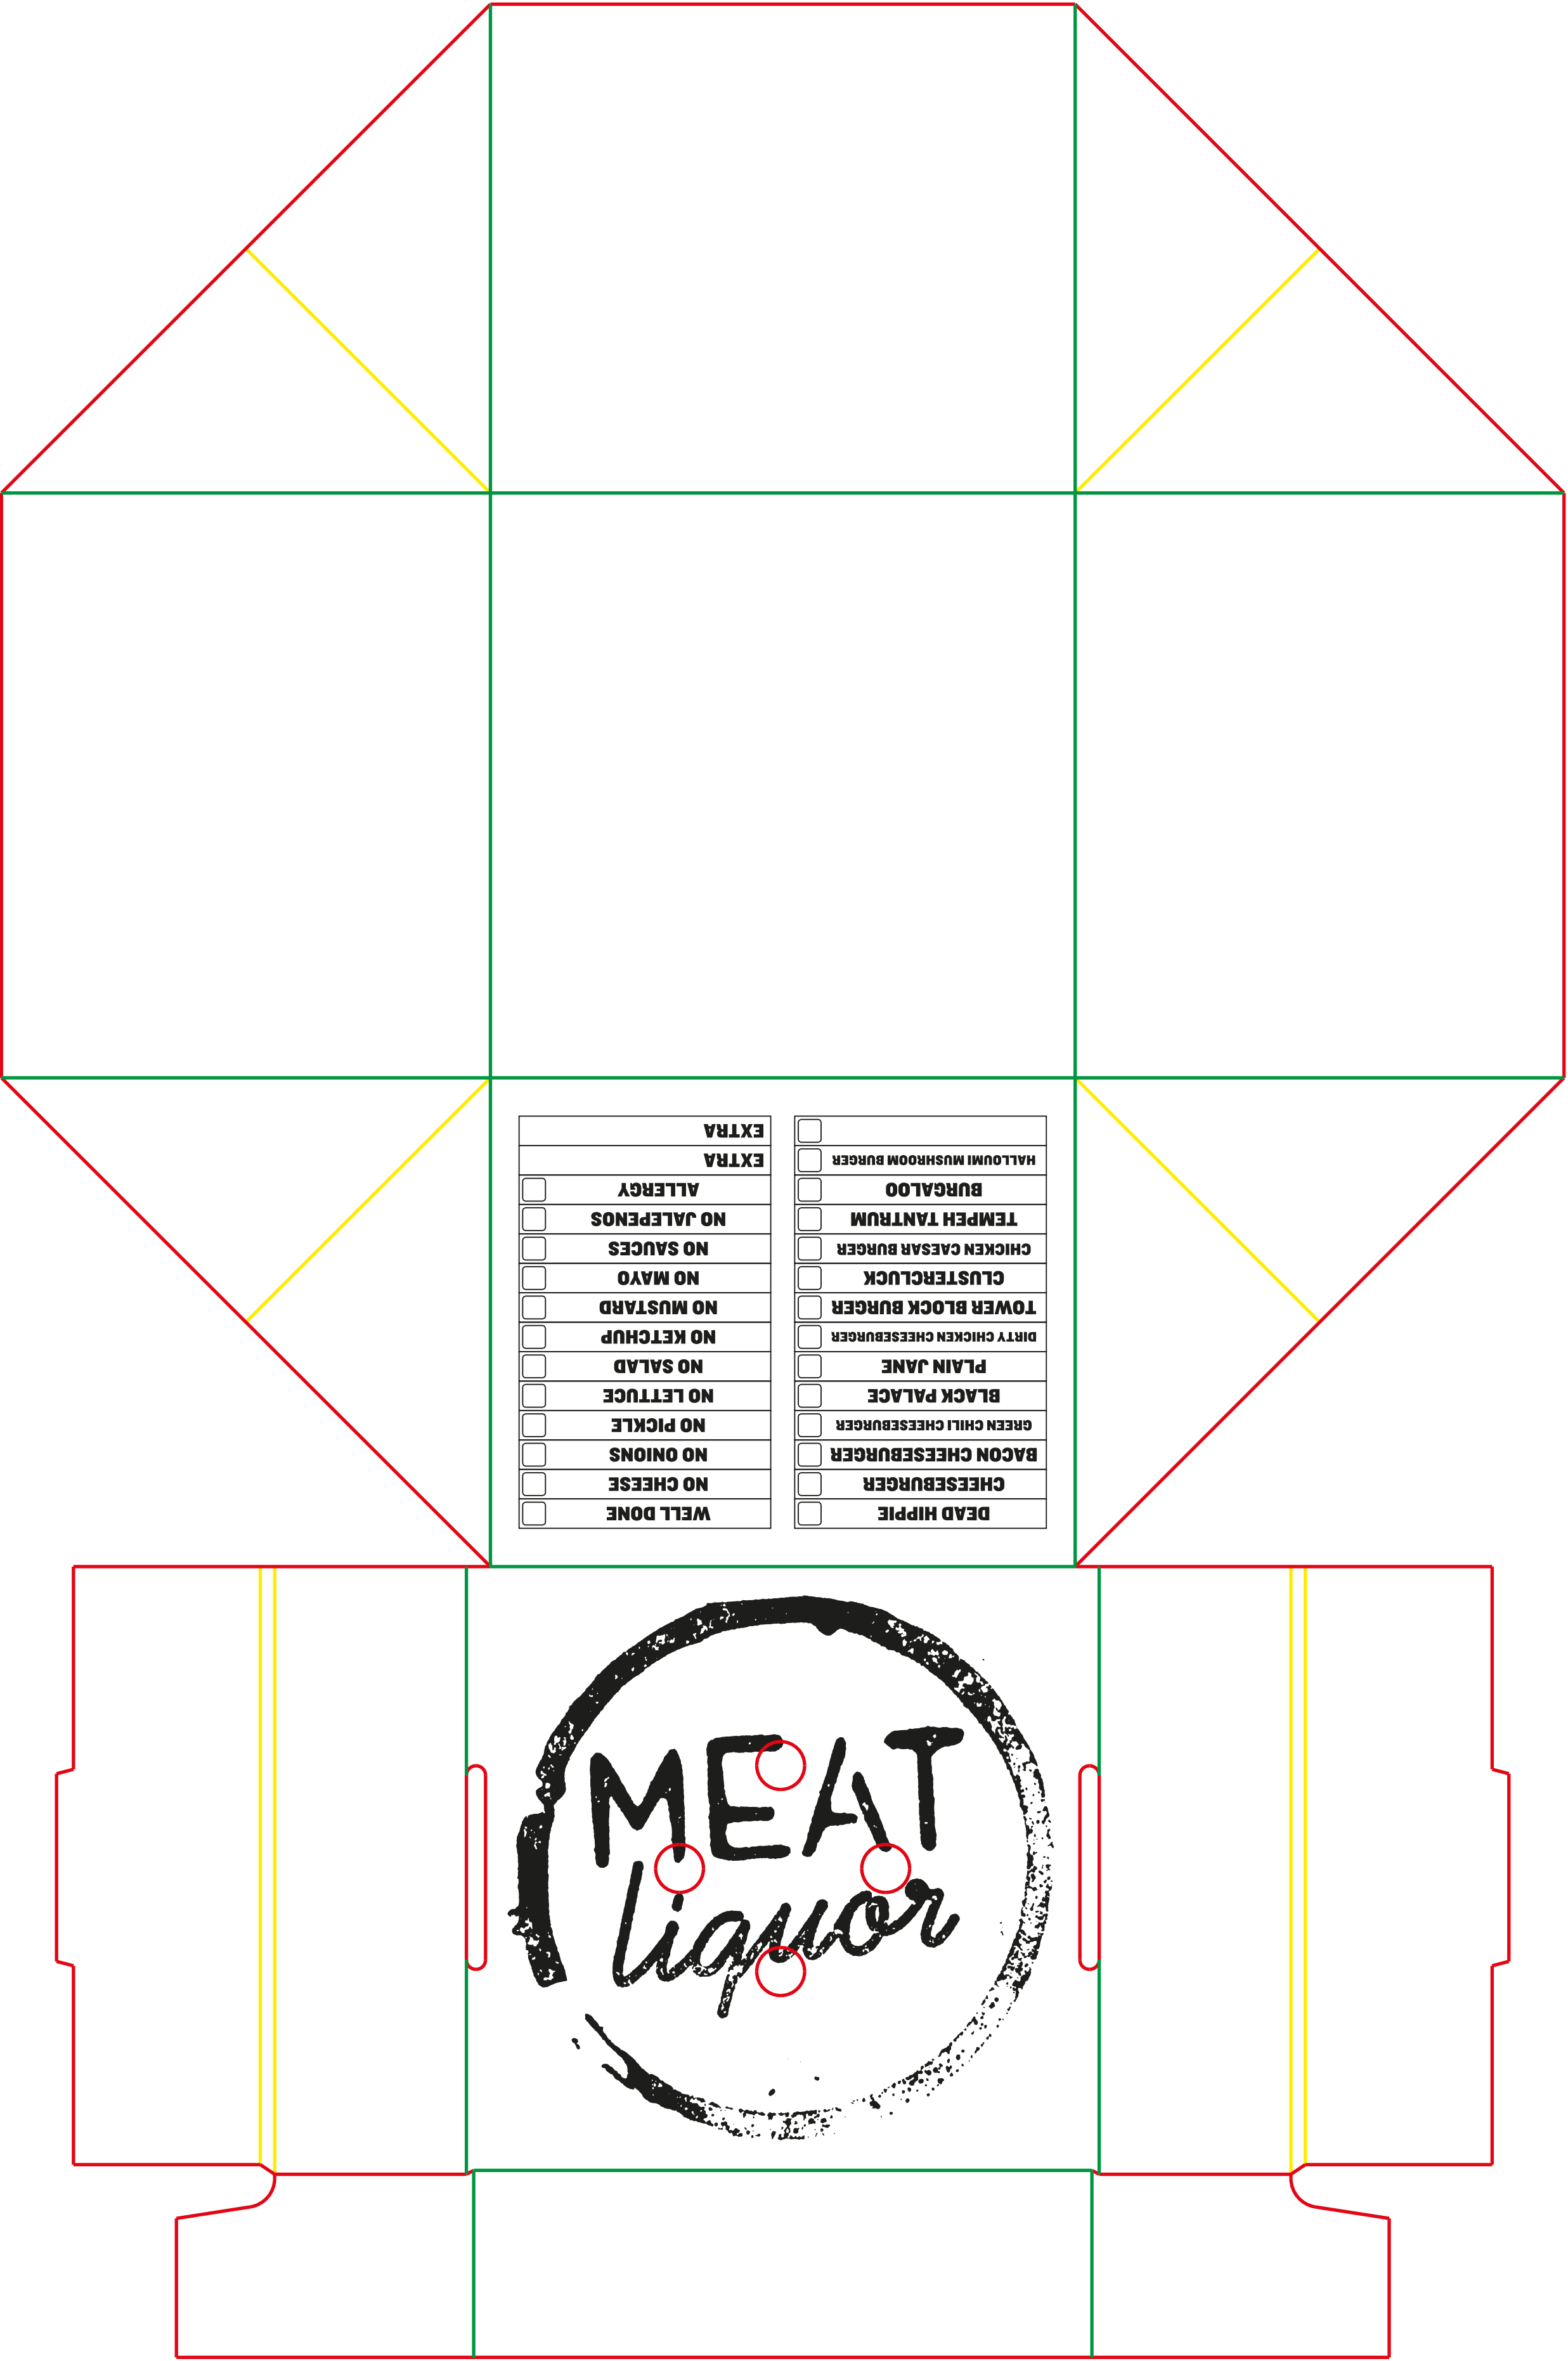 DEAD HIPPIE
CHEESEBURGER
BACON CHEESEBURGER
GREEN CHILI CHEESEBURGER
BLACK PALACE
PLAIN JANE
DIRTY CHICKEN CHEESEBURGER
TOWER BLOCK BURGER
CLUSTERCLUCK
CHICKEN CAESAR BURGER
TEMPEH TANTRUM
BURGALOO
HALLOUMI MUSHROOM BURGER
WELL DONE
NO CHEESE
NO ONIONS
NO PICKLE
NO LETTUCE
NO SALAD
NO KETCHUP
NO MUSTARD
NO MAYO
NO SAUCES
NO JALEPENOS
ALLERGY
EXTRA
EXTRA
MEAT
liquor